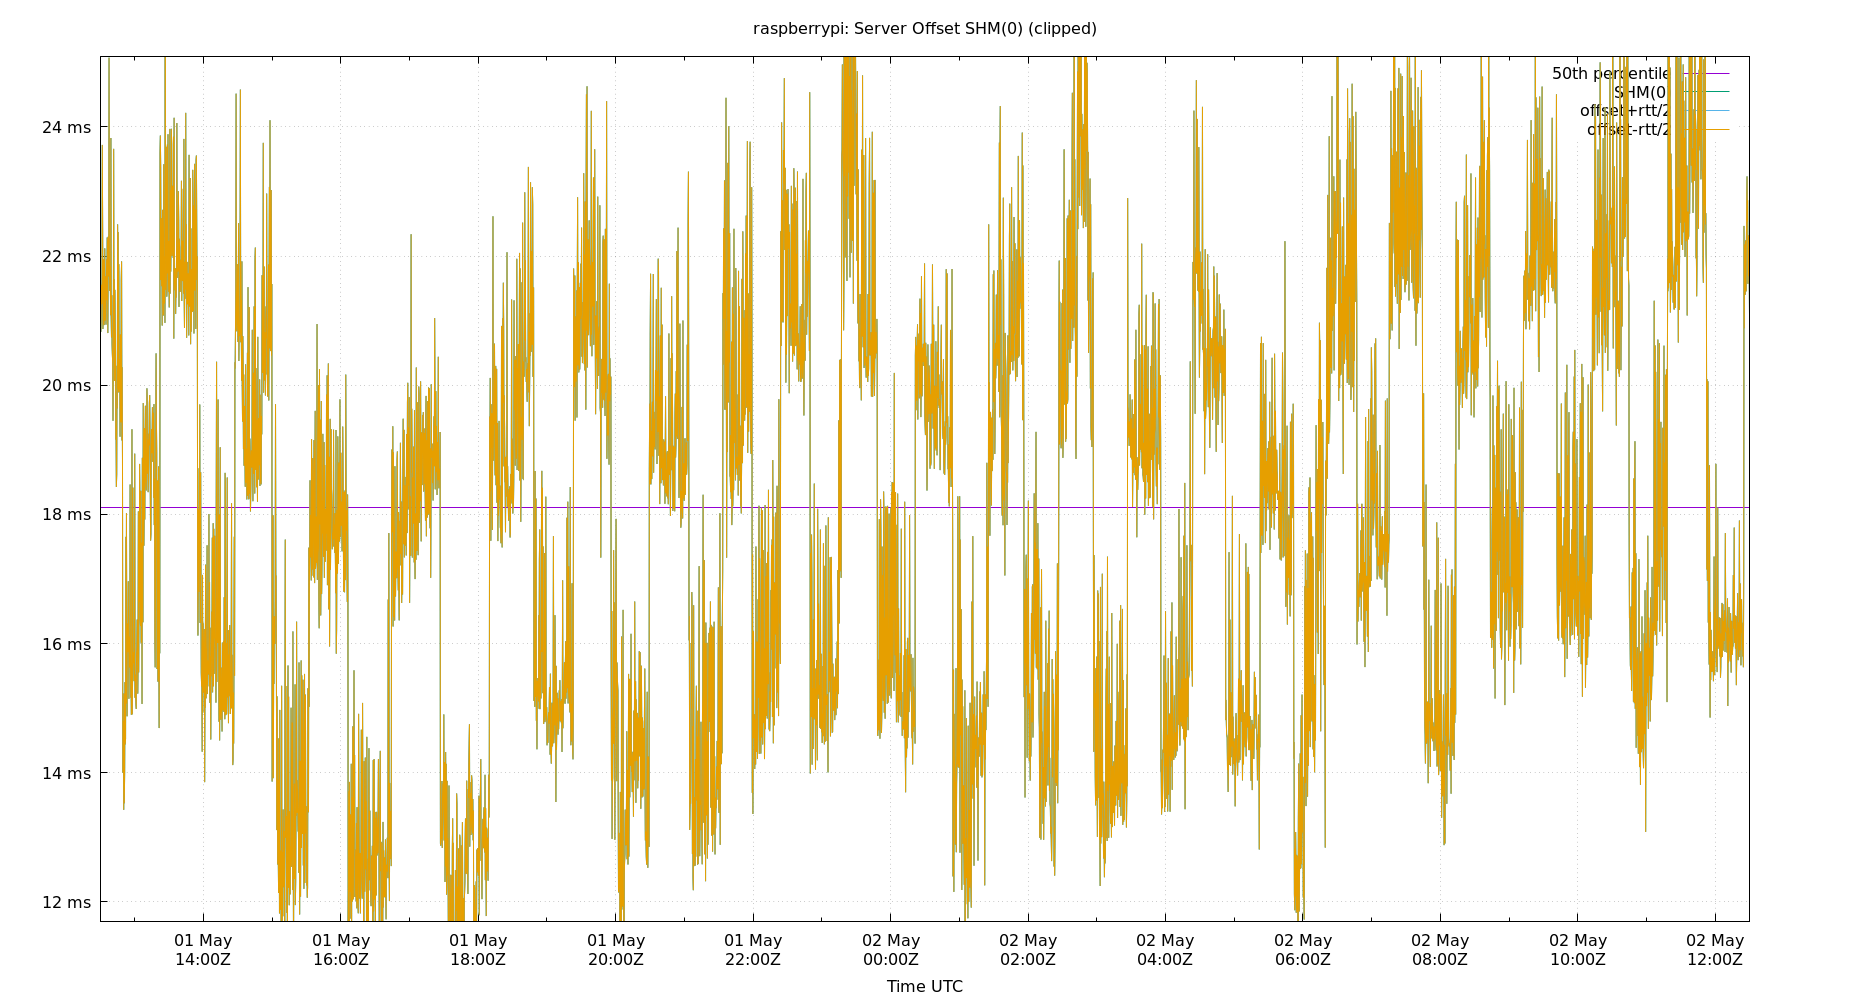 raspberrypi: Server Offset SHM(0) (clipped)
50th percentile
SHM(0)
offset+rtt/2
offset-rtt/2
24 ms
22 ms
20 ms
18 ms
16 ms
14 ms
12 ms
01 May 01 May 01 May 01 May 01 May 02 May 02 May 02 May 02 May 02 May 02 May 02 May
14:00Z 16:00Z 18:00Z 20:00Z 22:00Z 00:00Z 02:00Z 04:00Z 06:00Z 08:00Z 10:00Z 12:00Z
Time UTC